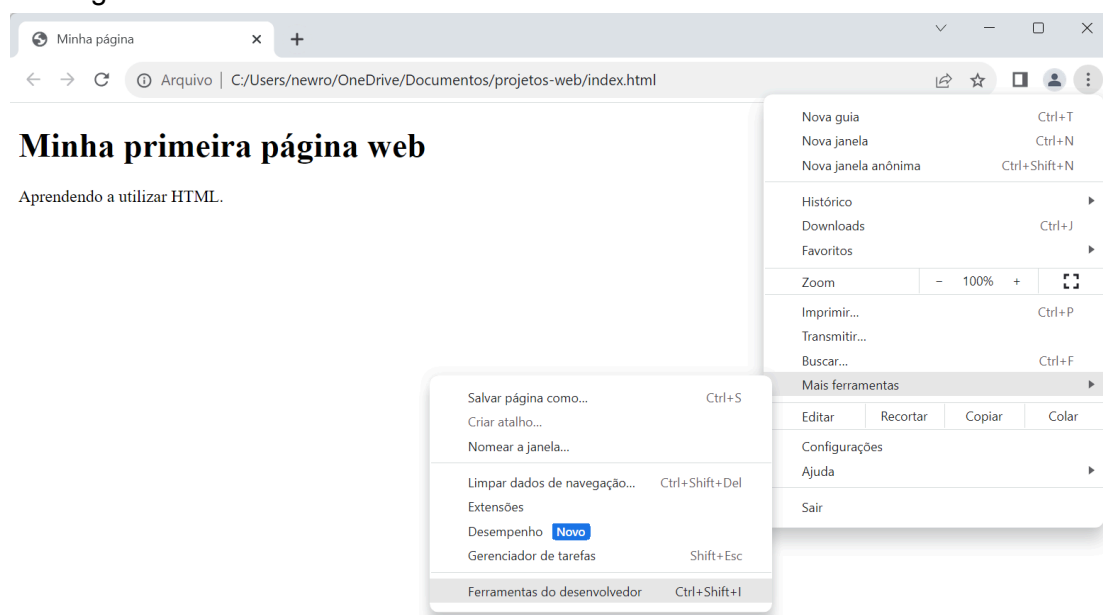 Minha página
Arquivo | C:/Users/newro/OneDrive/Documentos/projetos-web/index.html
Minha primeira página web
Aprendendo a utilizar HTML.
Nova guia Ctrl+T
Nova janela Ctrl+N
Nova janela anônima Ctrl+Shift+N
Histórico
Downloads Ctrl+J
Favoritos
Zoom - 100% +
Imprimir... Ctrl+P
Transmitir...
Buscar... Ctrl+F
Mais ferramentas
Editar Recortar Copiar Colar
Configurações
Ajuda
Sair
Salvar página como... Ctrl+S
Criar atalho...
Nomear a janela...
Limpar dados de navegação... Ctrl+Shift+Del
Extensões
Desempenho Novo
Gerenciador de tarefas Shift+Esc
Ferramentas do desenvolvedor Ctrl+Shift+I